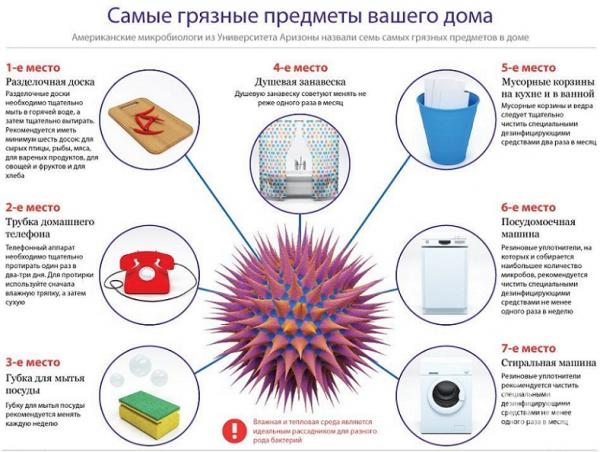 Самые грязные предметы вашего дома
Американские микробиологи из Университета Аризоны назвали семь самых грязных предметов в доме
1-е место
Разделочная доска
Разделочные доски
необходимо тщательно
мыть в горячей воде, а
затем тщательно вытирать.
Рекомендуется иметь
минимум шесть досок: для
сырых птицы, рыбы, мяса,
для вареных продуктов, для
овощей и фруктов и для
хлеба
2-е место
Трубка домашнего
телефона
Телефонный аппарат
необходимо тщательно
протирать один раз в
два-три дня. Для протирки
используйте сначала
влажную тряпку, а затем
сухую
3-е место
Губка для мытья
посуды
Губку для мытья посуды
рекомендуется менять
каждую неделю
4-е место
Душевая занавеска
Душевую занавеску советуют менять не
реже одного раза в месяц
5-е место
Мусорные корзины
на кухне и в ванной
Мусорные корзины и ведра
следует тщательно
чистить специальными
дезинфицирующими
средствами два раза в месяц
6-е место
Посудомоечная
машина
Резиновые уплотнители, на
которых и собирается
наибольшее количество
микробов, рекомендуется
чистить специальными
дезинфицирующими
средствами не менее
одного раза в неделю
7-е место
Стиральная машина
Резиновые уплотнители
рекомендуется чистить
специальными
дезинфицирующими
средствами не менее
одного раза в месяц
Влажная и тепловая среда являются
идеальным рассадником для разного
рода бактерий